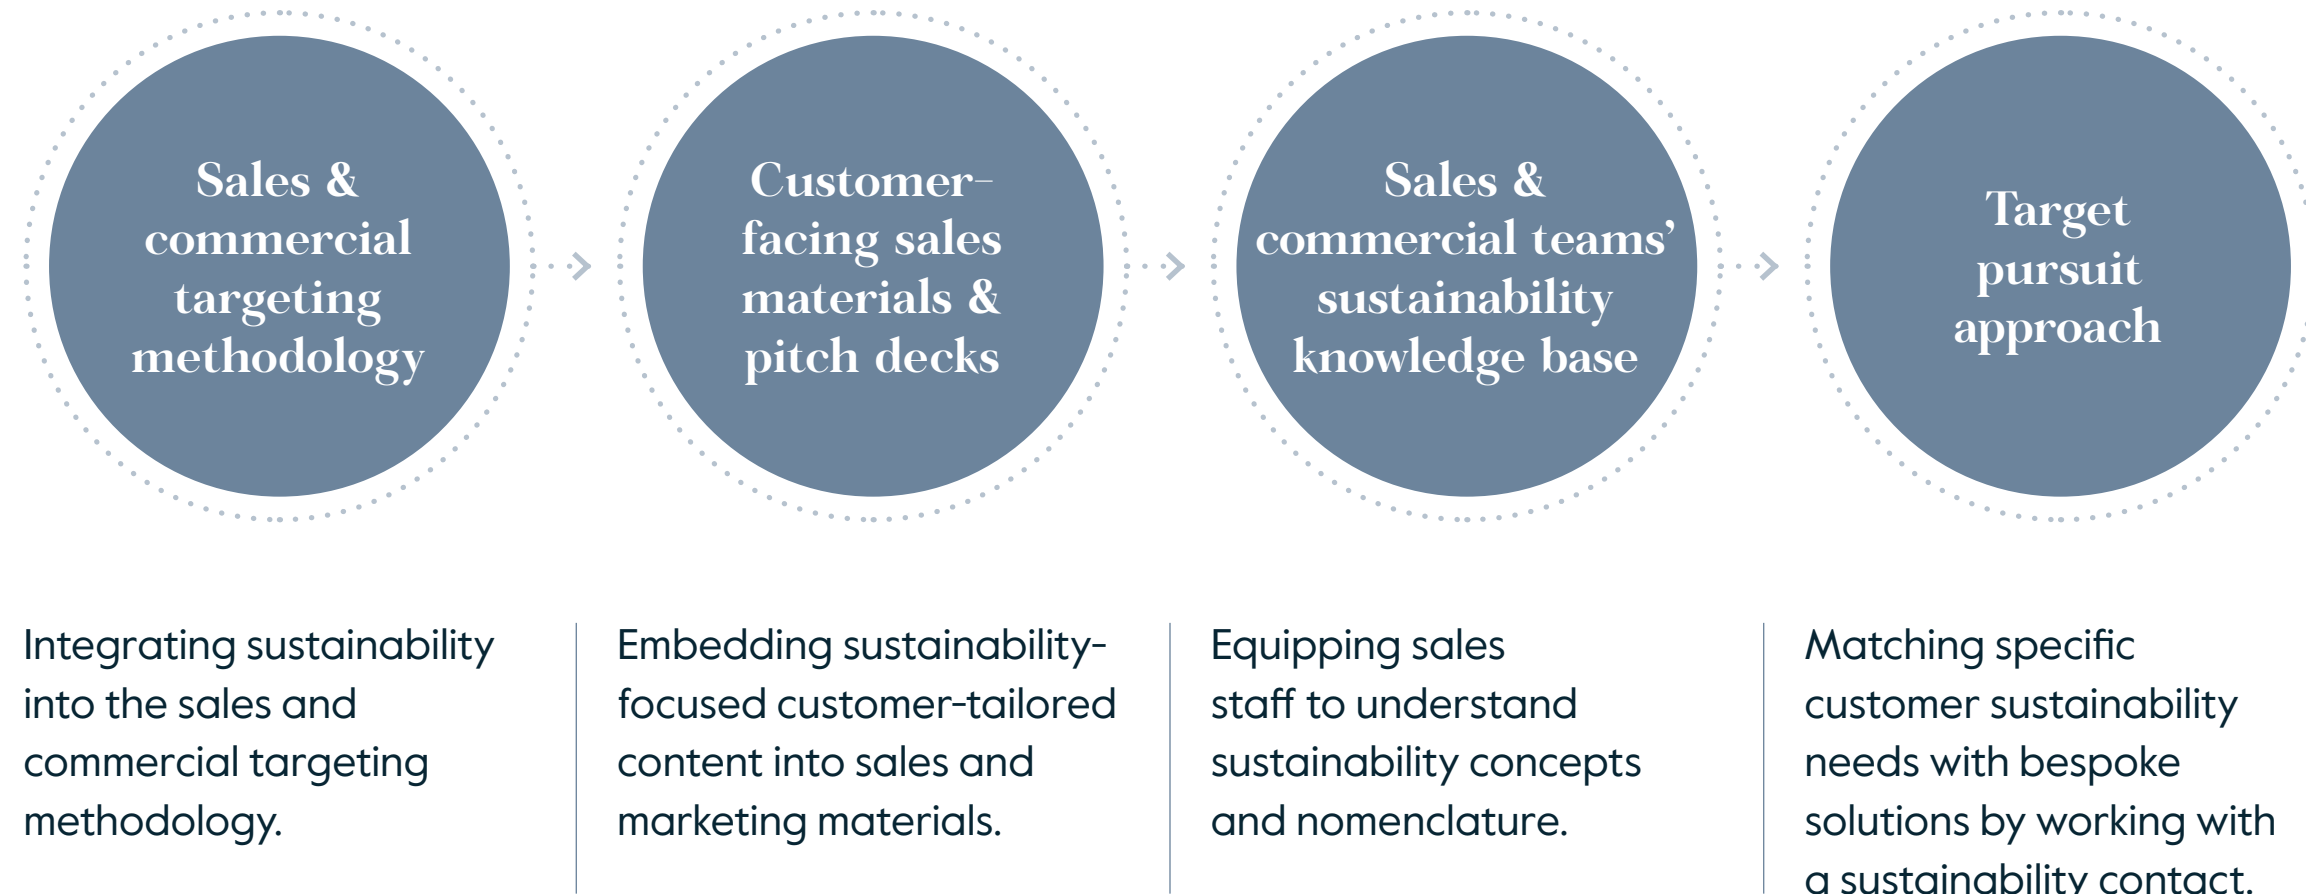 Sales &
commercial
targeting
methodology
Customer-
facing sales
materials &
pitch decks
Sales &
commercial teams’
sustainability
knowledge base
Target
pursuit
approach
Integrating sustainability
into the sales and
commercial targeting
methodology.
Embedding sustainability-
focused customer-tailored
content into sales and
marketing materials.
Equipping sales
staff to understand
sustainability concepts
and nomenclature.
Matching specific
customer sustainability
needs with bespoke
solutions by working with
a sustainability contact.